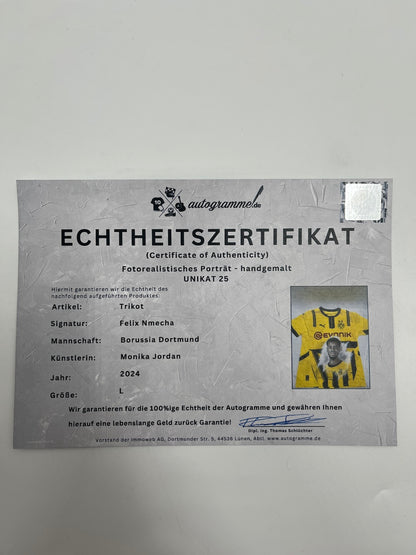 autogramme.de
ECHTHEITSZERTIFIKAT
(Certificate of Authenticity)
Fotorealistisches Porträt - handgemalt
UNIKAT 25
Hiermit garantieren wir die Echtheit des
nachfolgend aufgeführten Produktes:
Artikel: Trikot
Signatur: Felix Nmecha
Mannschaft: Borussia Dortmund
Künstlerin: Monika Jordan
Jahr: 2024
Größe: L
EVONIK
Wir garantieren für die 100%ige Echtheit der Autogramme und gewähren Ihnen
hierauf eine lebenslange Geld zurück Garantie!
Dipl. Ing. Thomas Schlüchter
Vorstand der Immoweb AG, Dortmunder Str. 5, 44536 Lünen, Abtl. www.autogramme.de